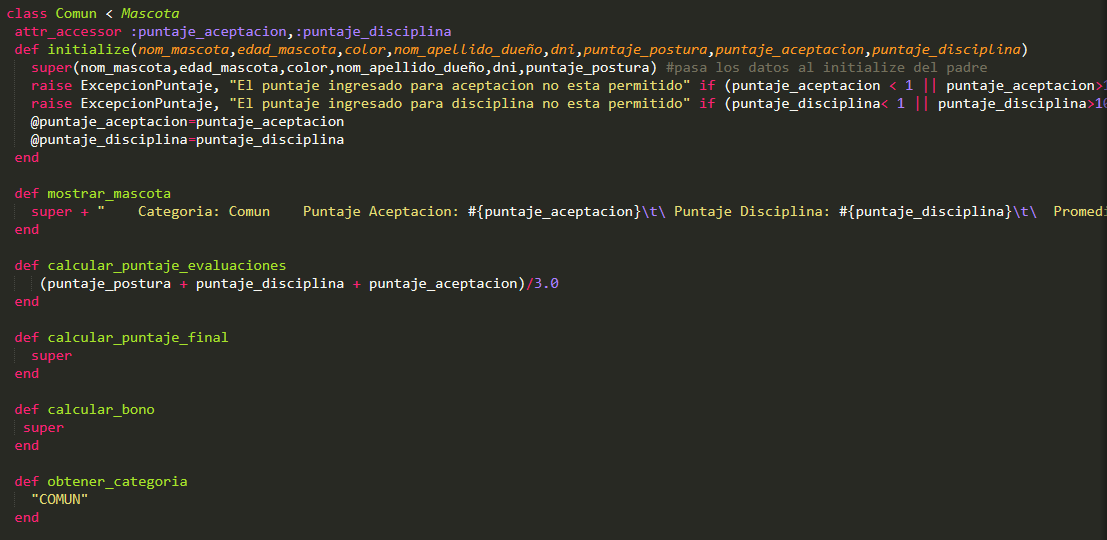 class Comun < Mascota
attr_accessor :puntaje_aceptacion,:puntaje_disciplina
def initialize(nom_mascota,edad_mascota,color,nom_apellido_dueño,dni,puntaje_postura,puntaje_aceptacion,puntaje_disciplina)
super(nom_mascota,edad_mascota,color,nom_apellido_dueño,dni,puntaje_postura) #pasa los datos al initialize del padre
raise ExcepcionPuntaje, "El puntaje ingresado para aceptacion no esta permitido" if (puntaje_aceptacion < 1 || puntaje_aceptacion>1
raise ExcepcionPuntaje, "El puntaje ingresado para disciplina no esta permitido" if (puntaje_disciplina< 1 || puntaje_disciplina>10
@puntaje_aceptacion=puntaje_aceptacion
@puntaje_disciplina=puntaje_disciplina
end
def mostrar_mascota
super + "    Categoria: Comun    Puntaje Aceptacion: #{puntaje_aceptacion}\t\ Puntaje Disciplina: #{puntaje_disciplina}\t\  Promedi
end
def calcular_puntaje_evaluaciones
(puntaje_postura + puntaje_disciplina + puntaje_aceptacion)/3.0
end
def calcular_puntaje_final
super
end
def calcular_bono
super
end
def obtener_categoria
"COMUN"
end